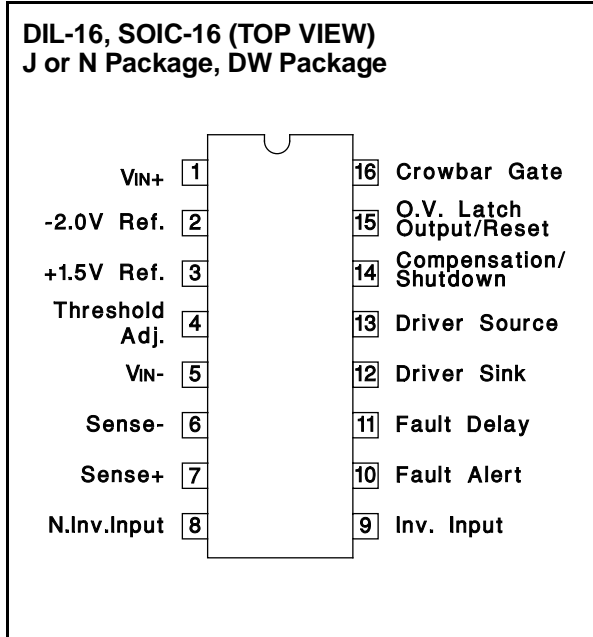 DIL-16, SOIC-16 (TOP VIEW)
J or N Package, DW Package
VIN+ 1 16 Crowbar Gate
-2.0V Ref. 2 15 O.V. Latch
Output/Reset
+1.5V Ref. 3 14 Compensation/
Shutdown
Threshold
Adj. 4 13 Driver Source
VIN- 5 12 Driver Sink
Sense- 6 11 Fault Delay
Sense+ 7 10 Fault Alert
N.Inv.Input 8 9 Inv. Input